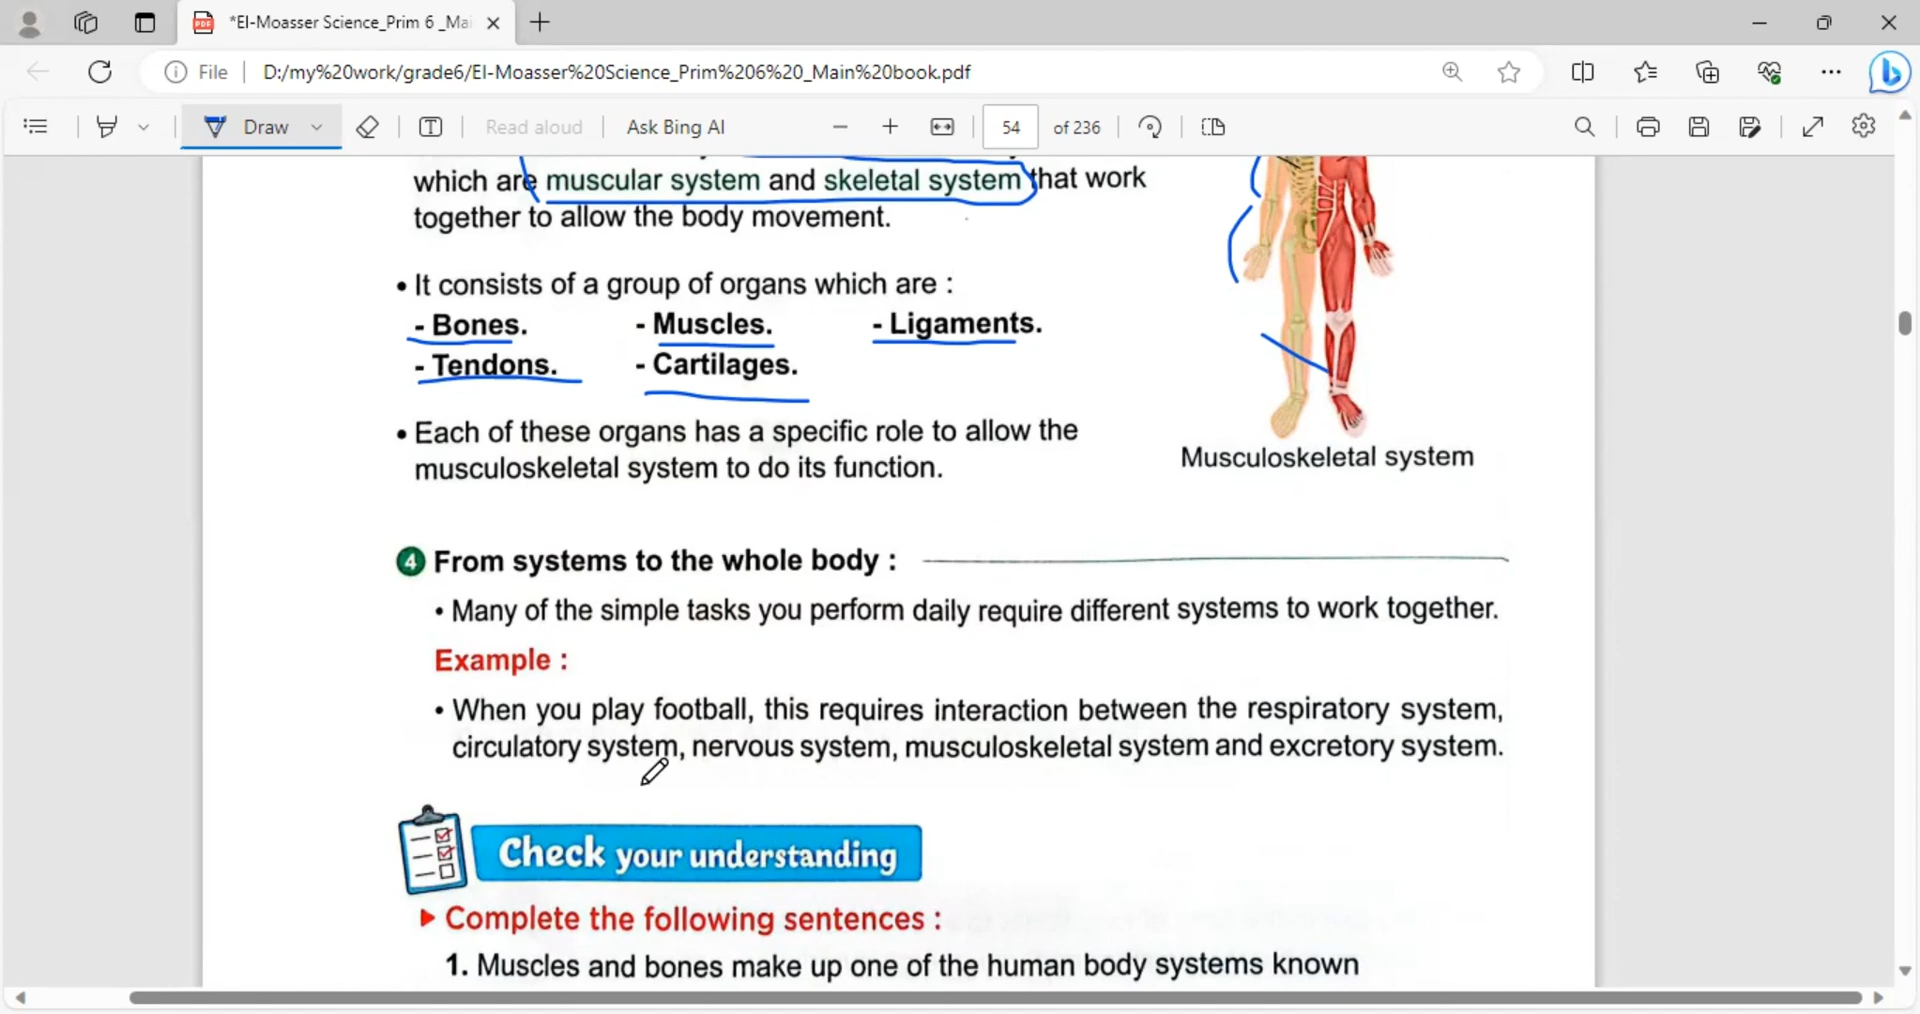 *El-Moasser Science_Prim 6 _Mai
File
D:/my%20work/grade6/El-Moasser%20Science_Prim%206%20_Main%20book.pdf
Draw
Read aloud
Ask Bing AI
54
of 236
which are muscular system and skeletal system that work
together to allow the body movement.
• It consists of a group of organs which are :
- Bones. - Muscles. - Ligaments.
- Tendons. - Cartilages.
• Each of these organs has a specific role to allow the
musculoskeletal system to do its function.
Musculoskeletal system
4 From systems to the whole body :
• Many of the simple tasks you perform daily require different systems to work together.
Example :
• When you play football, this requires interaction between the respiratory system,
circulatory system, nervous system, musculoskeletal system and excretory system.
Check your understanding
Complete the following sentences :
1. Muscles and bones make up one of the human body systems known